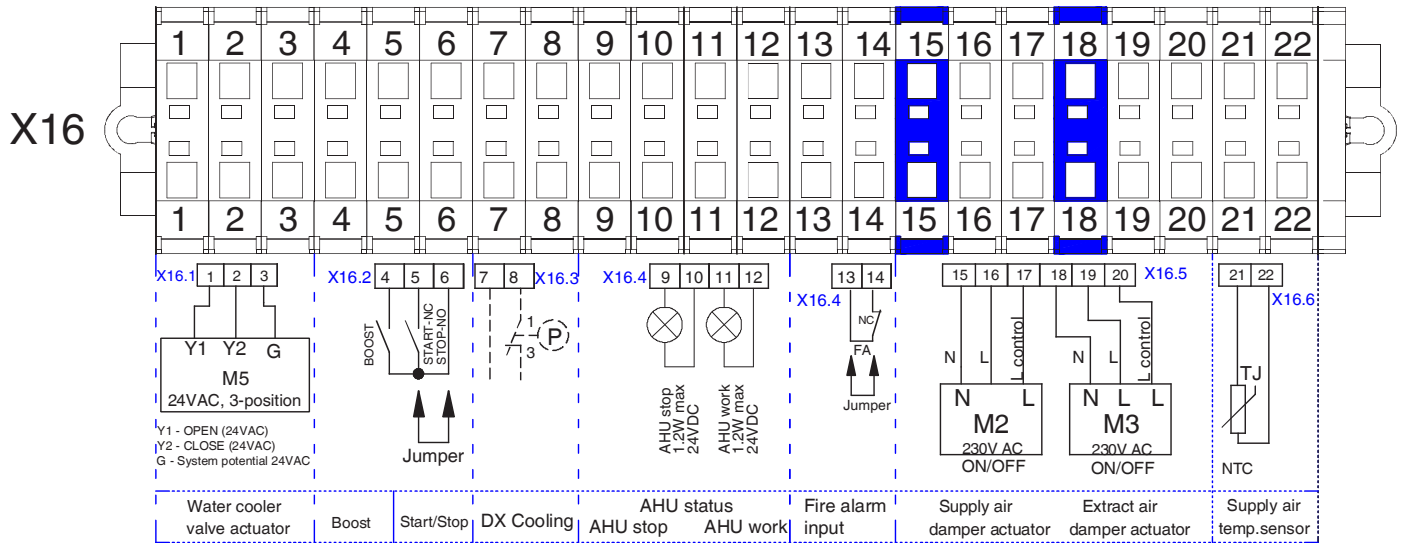 1 2 3 4 5 6 7 8 9 10 11 12 13 14 15 16 17 18 19 20 21 22
X16
1 2 3 4 5 6 7 8 9 10 11 12 13 14 15 16 17 18 19 20 21 22
X16.1 1 2 3
X16.2 4 5 6
7 8 X16.3
X16.4 9 10 11 12
13 14
X16.4
15 16 17 18 19 20 X16.5
21 22
X16.6
Y1 Y2 G
M5
24VAC, 3-position
Y1 - OPEN (24VAC)
Y2 - CLOSE (24VAC)
G - System potential 24VAC
BOOST
START-NC
STOP-NO
Jumper
1
P
3
AHU stop
1.2W max
24VDC
AHU work
1.2W max
24VDC
NC
FA
Jumper
N L L control
N L
M2
230V AC
ON/OFF
N L L control
N L L
M3
230V AC
ON/OFF
TJ
NTC
Water cooler
valve actuator
Boost
Start/Stop
DX Cooling
AHU status
AHU stop AHU work
Fire alarm
input
Supply air
damper actuator
Extract air
damper actuator
Supply air
temp.sensor